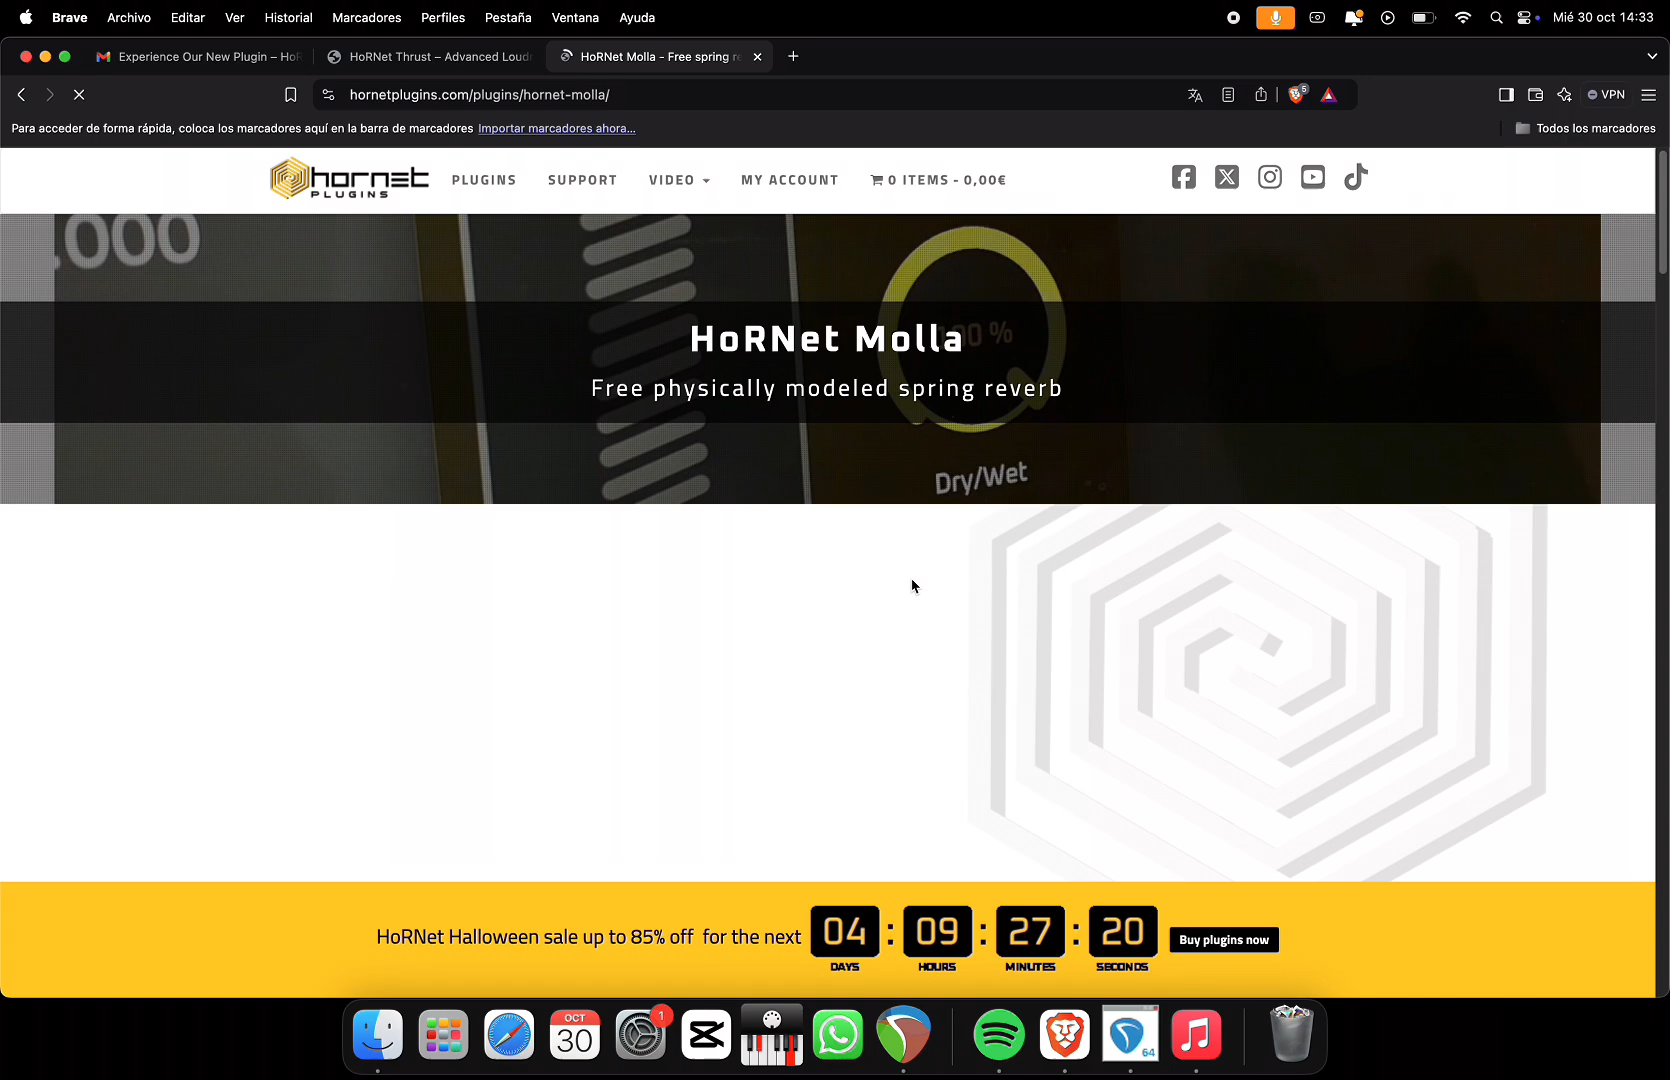 Brave Archivo Editar Ver Historial Marcadores Perfiles Pestaña Ventana Ayuda Mié 30 oct 14:33
Experience Our New Plugin – HoR HoRNet Thrust – Advanced Loud HoRNet Molla - Free spring re
hornetplugins.com/plugins/hornet-molla/ 5 VPN
Para acceder de forma rápida, coloca los marcadores aquí en la barra de marcadores Importar marcadores ahora... Todos los marcadores
hornet PLUGINS SUPPORT VIDEO MY ACCOUNT 0 ITEMS - 0,00€
PLUGINS
.000
HoRNet Molla
%
Free physically modeled spring reverb
Dry/Wet
HoRNet Halloween sale up to 85% off for the next 04 : 09 : 27 : 20 Buy plugins now
DAYS HOURS MINUTES SECONDS
OCT 1
30
64